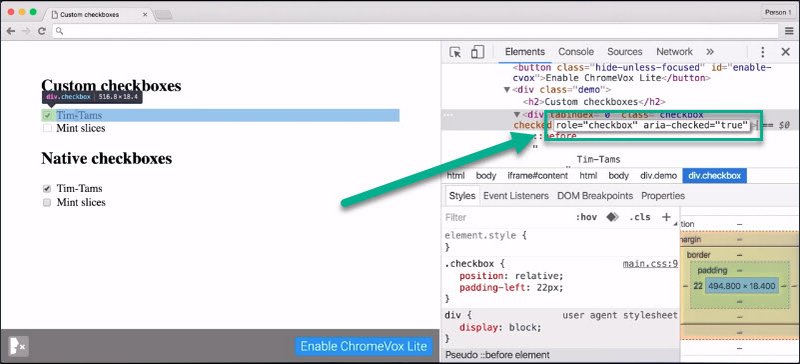 Custom checkboxes
Person 1
Custom checkboxes
div.checkbox | 516.8 × 18.4
Tim-Tams
Mint slices
Native checkboxes
Tim-Tams
Mint slices
Enable ChromeVox Lite
Elements Console Sources Network »
<button class="hide-unless-focused" id="enable-
cvox">Enable ChromeVox Lite</button>
▼<div class="demo">
<h2>Custom checkboxes</h2>
▼<div tabindex="0" class="checkbox
checked role="checkbox" aria-checked="true" == $0
::before
"
Tim-Tams
html body iframe#content html body div.demo div.checkbox
Styles Event Listeners DOM Breakpoints Properties
Filter :hov .cls +
element.style {
}
.checkbox { main.css:9
position: relative;
padding-left: 22px;
}
div { user agent stylesheet
display: block;
}
Pseudo ::before element
tion –
margin –
border –
padding –
22 494.800 × 18.400 – –
–
–
–